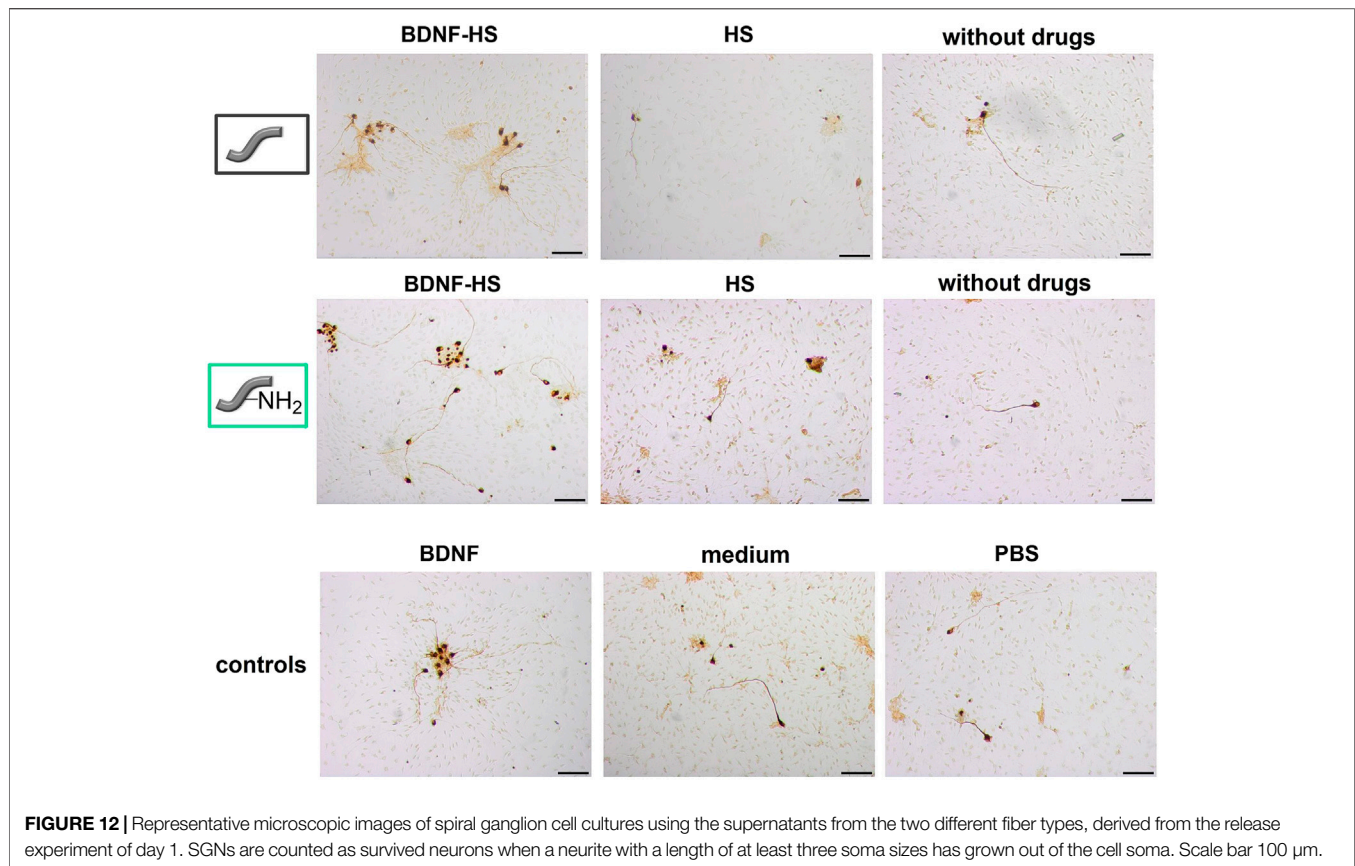 BDNF-HS HS without drugs
BDNF-HS HS without drugs
NH2
BDNF medium PBS
controls
FIGURE 12 | Representative microscopic images of spiral ganglion cell cultures using the supernatants from the two different fiber types, derived from the release
experiment of day 1. SGNs are counted as survived neurons when a neurite with a length of at least three soma sizes has grown out of the cell soma. Scale bar 100 μm.